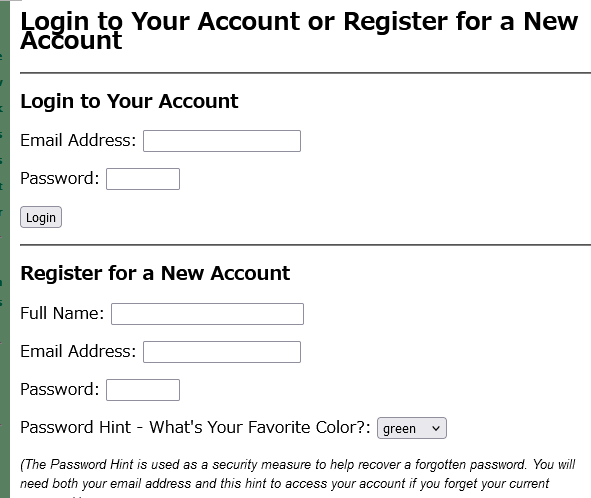 Login to Your Account or Register for a New
Account
Login to Your Account
Email Address:
Password:
Login
Register for a New Account
Full Name:
Email Address:
Password:
Password Hint - What's Your Favorite Color?: green
(The Password Hint is used as a security measure to help recover a forgotten password. You will
need both your email address and this hint to access your account if you forget your current